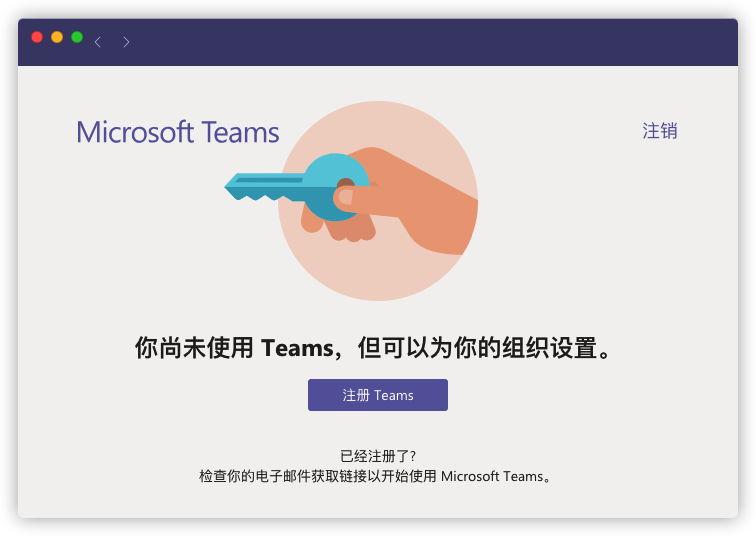 Microsoft Teams
注销
你尚未使用 Teams，但可以为你的组织设置。
注册 Teams
已经注册了?
检查你的电子邮件获取链接以开始使用 Microsoft Teams。